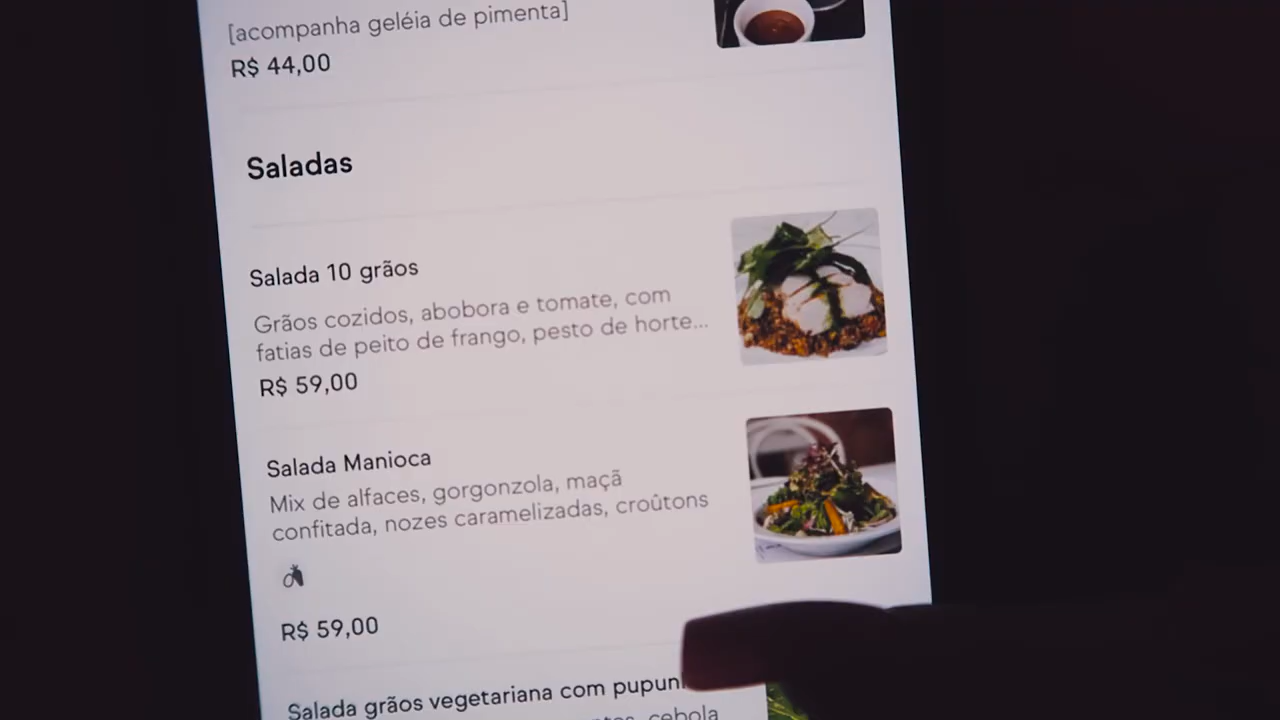 [acompanha geléia de pimenta]
R$ 44,00
Saladas
Salada 10 grãos
Grãos cozidos, abobora e tomate, com
fatias de peito de frango, pesto de horte...
R$ 59,00
Salada Manioca
Mix de alfaces, gorgonzola, maçã
confitada, nozes caramelizadas, croûtons
R$ 59,00
Salada grãos vegetariana com
cebola